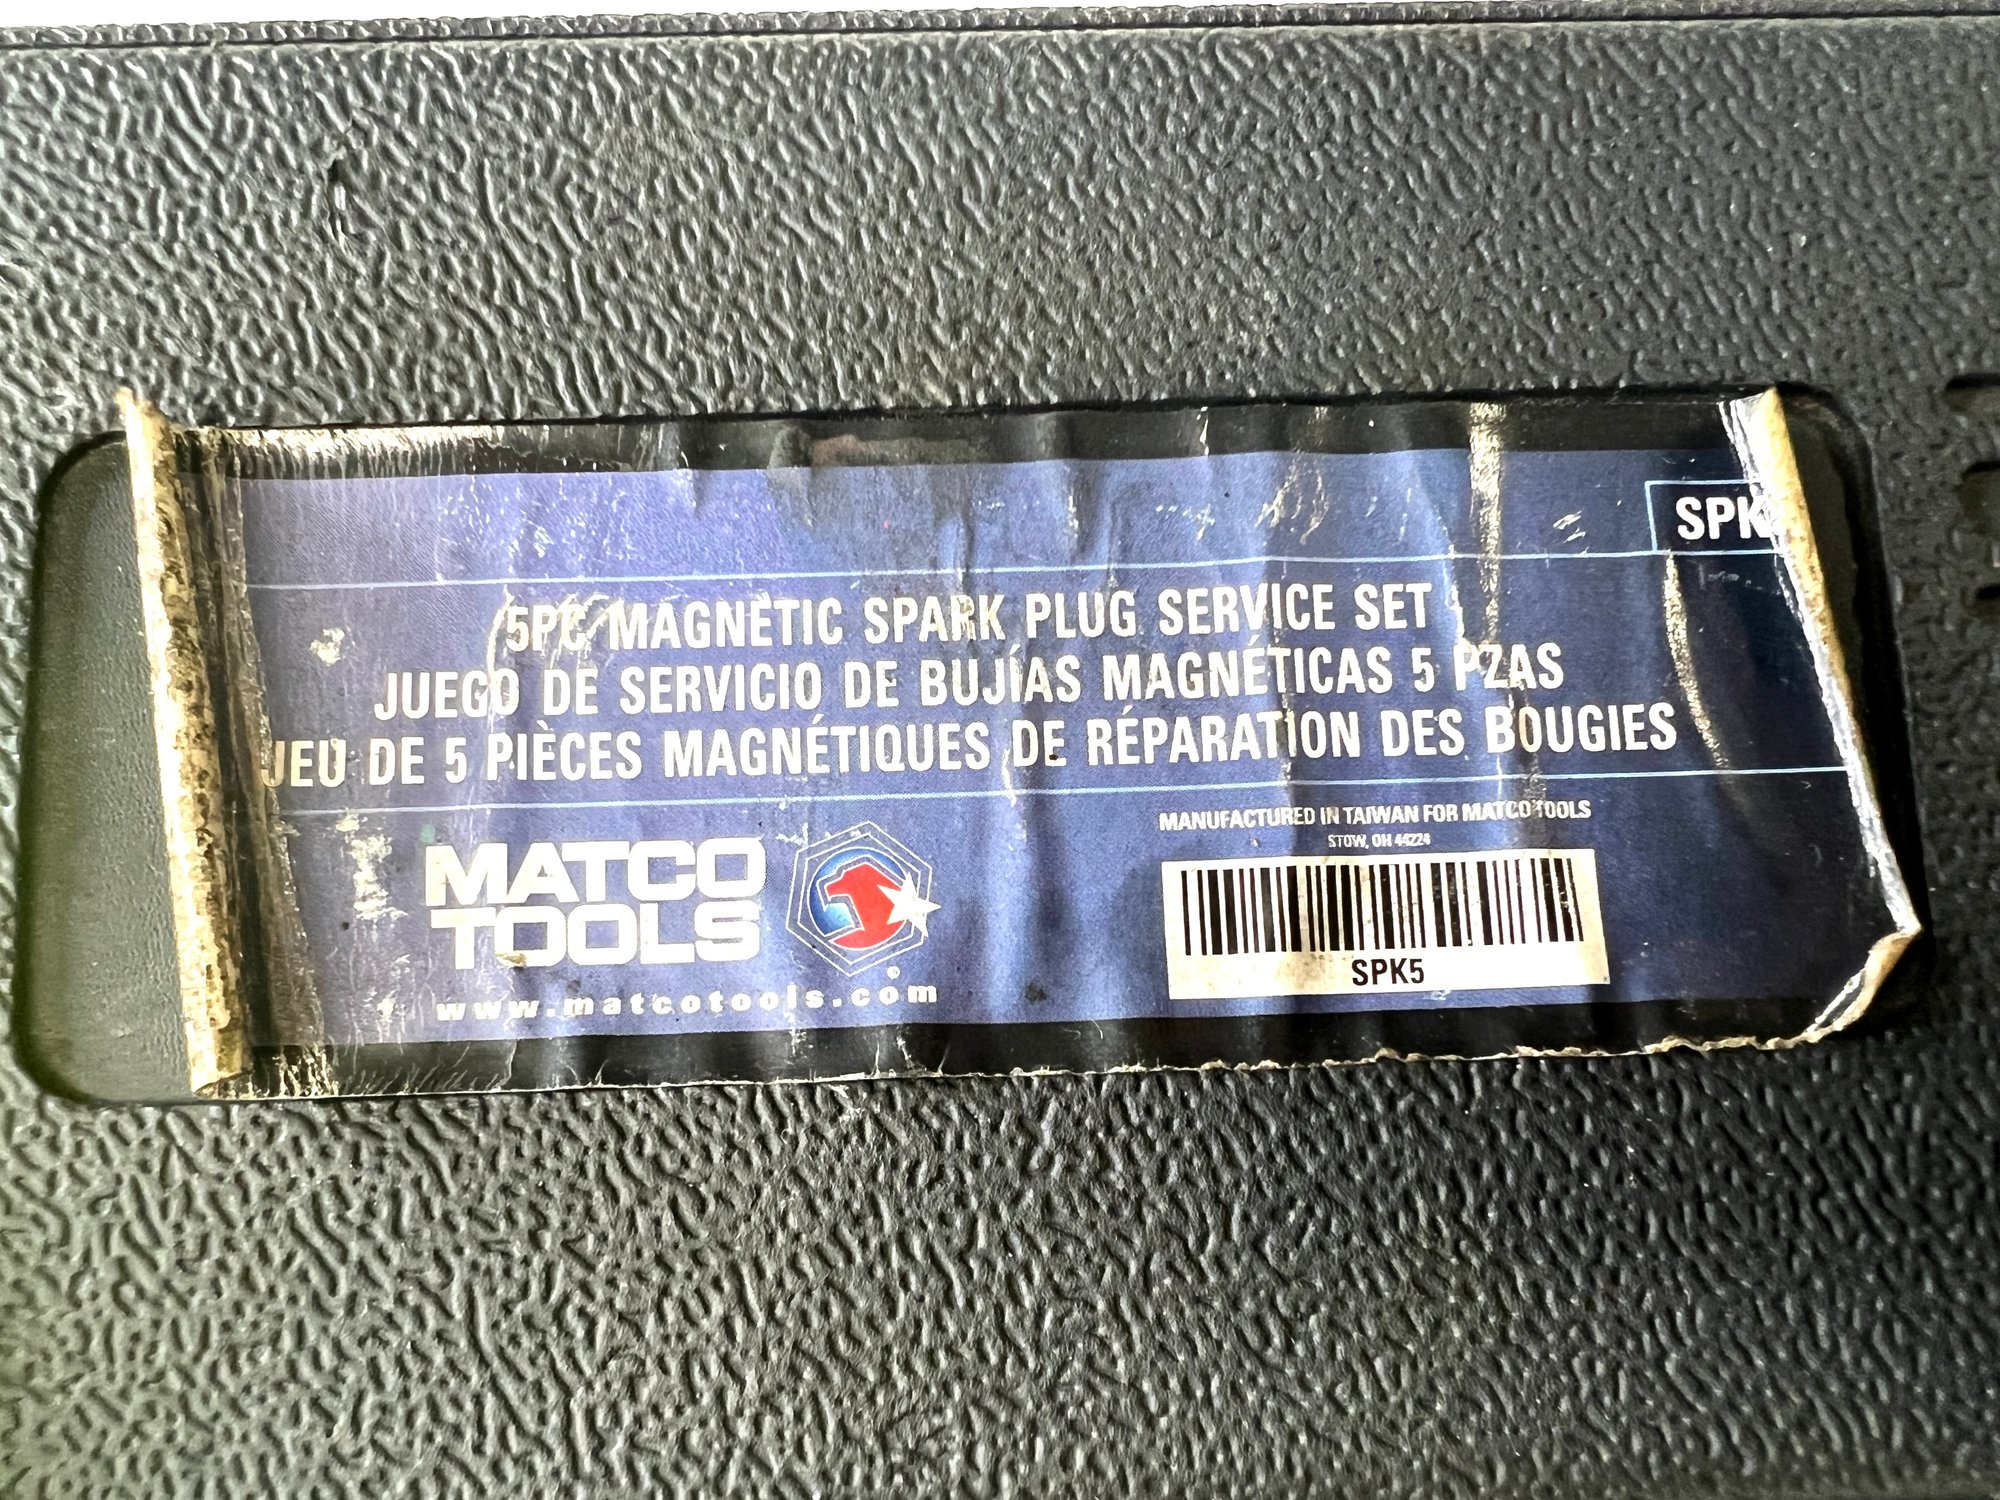 SPK
5PC MAGNETIC SPARK PLUG SERVICE SET
JUEGO DE SERVICIO DE BUJÍAS MAGNÉTICAS 5 PZAS
JEU DE 5 PIÈCES MAGNÉTIQUES DE RÉPARATION DES BOUGIES
MATCO
TOOLS
®
www.matcotools.com
MANUFACTURED IN TAIWAN FOR MATCO TOOLS
STOW, OH 44224
SPK5